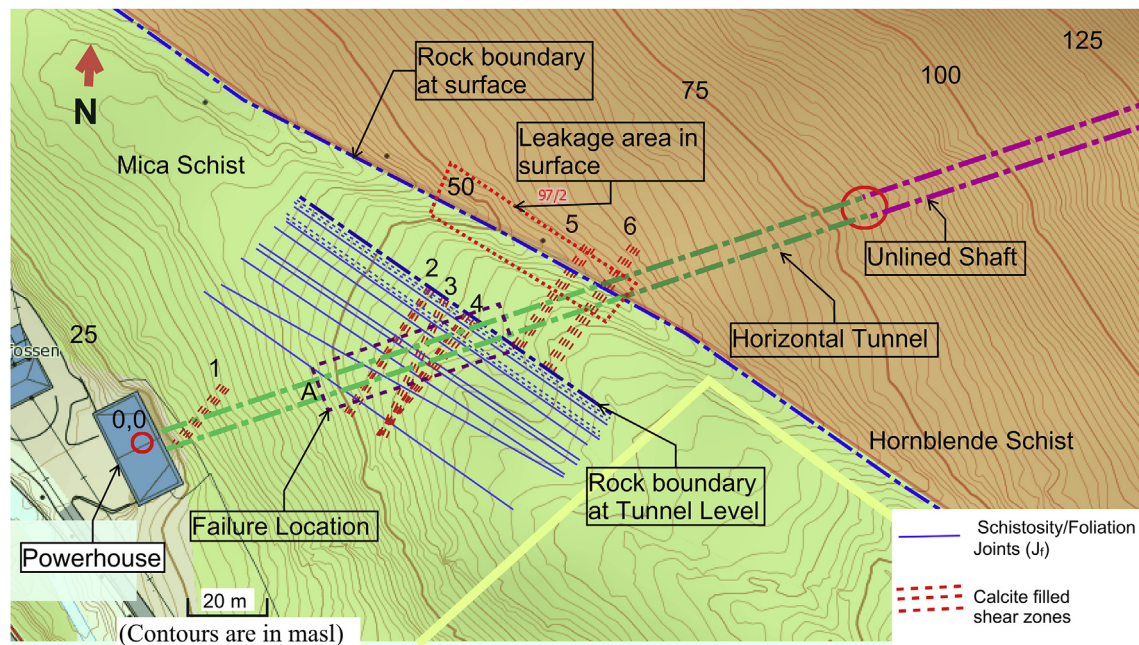 125
Rock boundary
at surface
100
75
N
Leakage area in
surface
Mica Schist
50
97/2
5
6
Unlined Shaft
2
3
4
Horizontal Tunnel
25
fossen
1
A
0,0
Hornblende Schist
Rock boundary
at Tunnel Level
Failure Location
Powerhouse
20 m
(Contours are in masl)
Schistosity/Foliation
Joints (Jf)
Calcite filled
shear zones